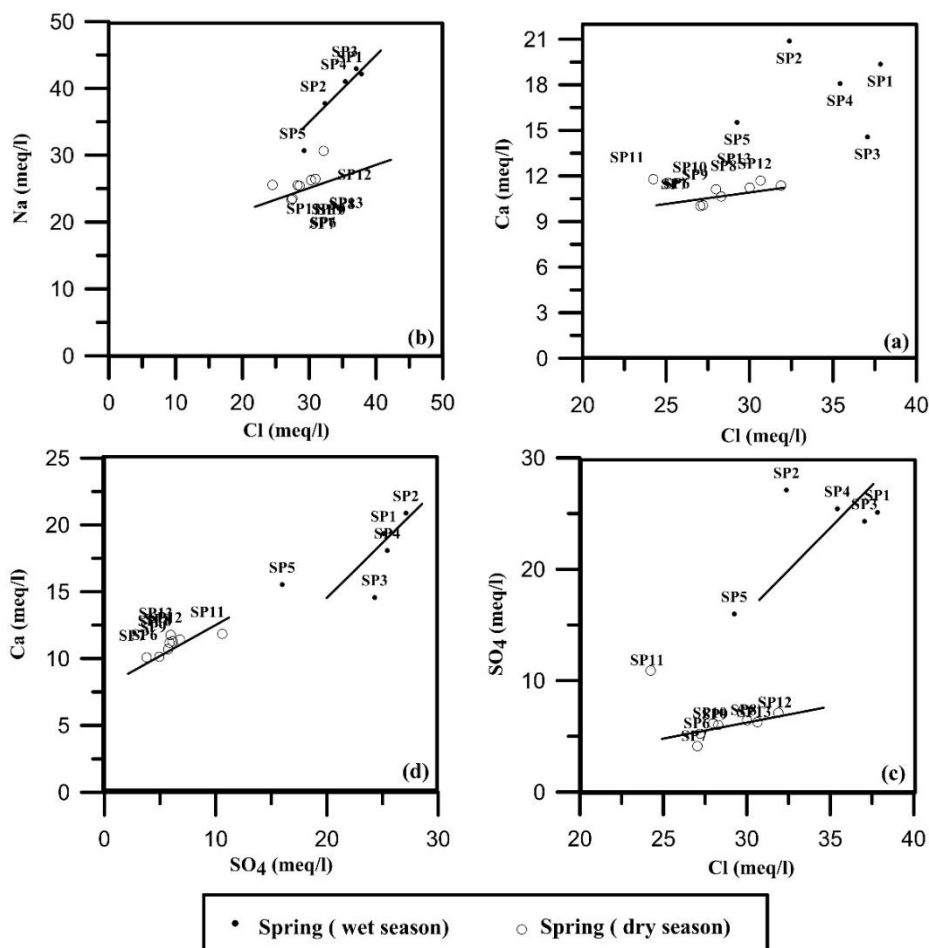 50
40
30
20
10
0
Na (meq/l)
SP3
SP1
SP4
SP2
SP5
SP12
(b)
0 10 20 30 40 50
Cl (meq/l)
21
18
15
12
9
6
3
0
Ca (meq/l)
SP2
SP1
SP4
SP3
SP5
SP13
SP11
SP10
SP8
SP12
SP9
(a)
20 25 30 35 40
Cl (meq/l)
25
20
15
10
5
0
Ca (meq/l)
SP2
SP1
SP4
SP3
SP5
SP11
SP6
(d)
0 10 20 30
SO4 (meq/l)
30
20
10
0
SO4 (meq/l)
SP2
SP4
SP1
SP3
SP5
SP11
SP12
SP8
SP13
SP6
(c)
20 25 30 35 40
Cl (meq/l)
Spring ( wet season)
Spring ( dry season)